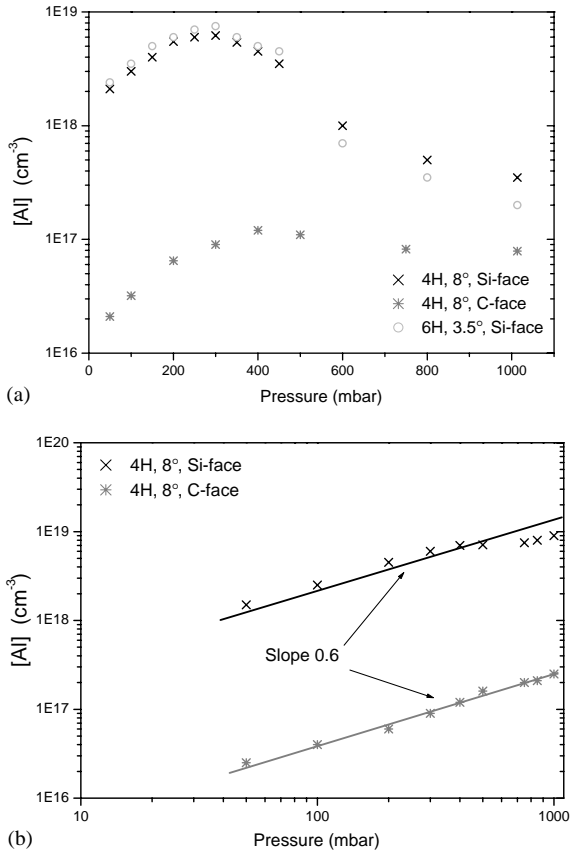 1E19
1E18
1E17
1E16
[Al] (cm-3)
0 200 400 600 800 1000
Pressure (mbar)
4H, 8°, Si-face
4H, 8°, C-face
6H, 3.5°, Si-face
(a)
1E20
1E19
1E18
1E17
1E16
[Al] (cm-3)
4H, 8°, Si-face
4H, 8°, C-face
Slope 0.6
10 100 1000
Pressure (mbar)
(b)